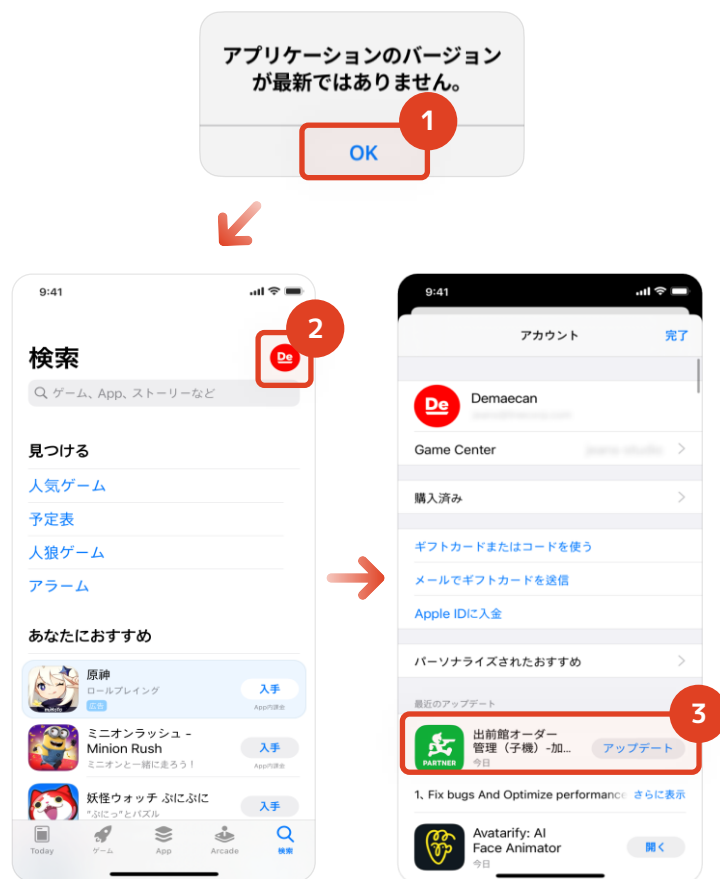 アプリケーションのバージョン
が最新ではありません。
1
OK
9:41
2
検索
De
ゲーム、App、ストーリーなど
見つける
人気ゲーム
予定表
人狼ゲーム
アラーム
あなたにおすすめ
原神
ロールプレイング
広告
入手
App内課金
ミニオンラッシュ -
Minion Rush
ミニオンと一緒に走ろう！
入手
App内課金
妖怪ウォッチ ぷにぷに
“ぷにっ”とパズル
入手
Today
ゲーム
App
Arcade
検索
9:41
アカウント
完了
De
Demaecan
Game Center
購入済み
ギフトカードまたはコードを使う
メールでギフトカードを送信
Apple IDに入金
パーソナライズされたおすすめ
最近のアップデート
3
PARTNER
出前館オーダー
管理（子機）-加...
今日
アップデート
1、Fix bugs And Optimize performance
さらに表示
Avatarify: AI
Face Animator
今日
開く